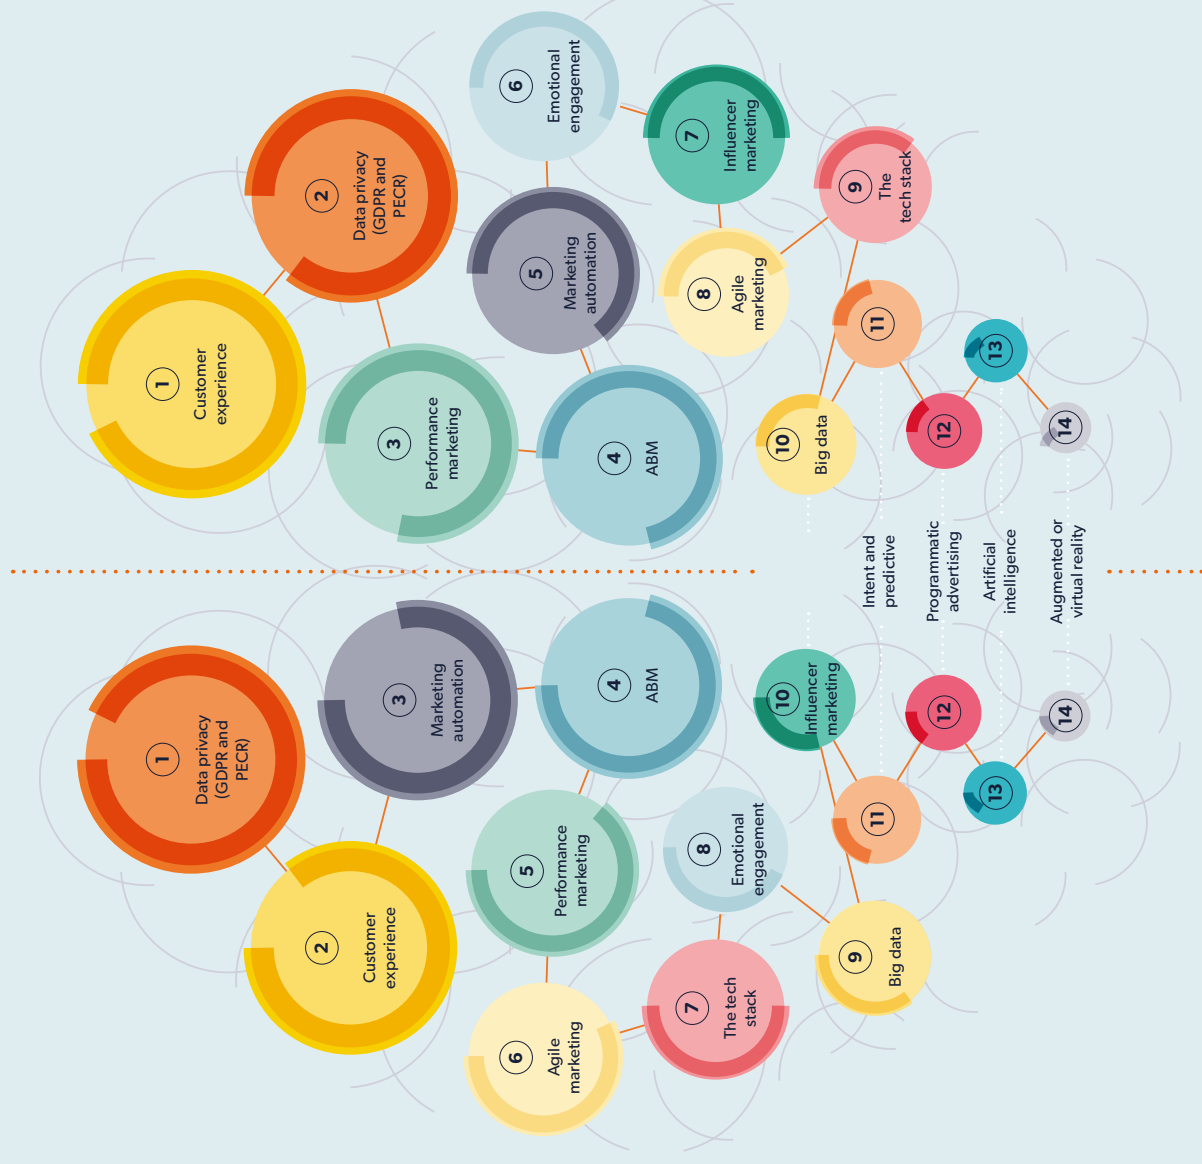 1
Data privacy
(GDPR and
PECR)
2
Customer
experience
3
Marketing
automation
4
ABM
5
Performance
marketing
6
Agile
marketing
7
The tech
stack
8
Emotional
engagement
9
Big data
10
Influencer
marketing
11
12
13
14
Intent and
predictive
Programmatic
advertising
Artificial
intelligence
Augmented or
virtual reality
1
Customer
experience
2
Data privacy
(GDPR and
PECR)
3
Performance
marketing
4
ABM
5
Marketing
automation
6
Emotional
engagement
7
Influencer
marketing
8
Agile
marketing
9
The
tech stack
10
Big data
11
12
13
14